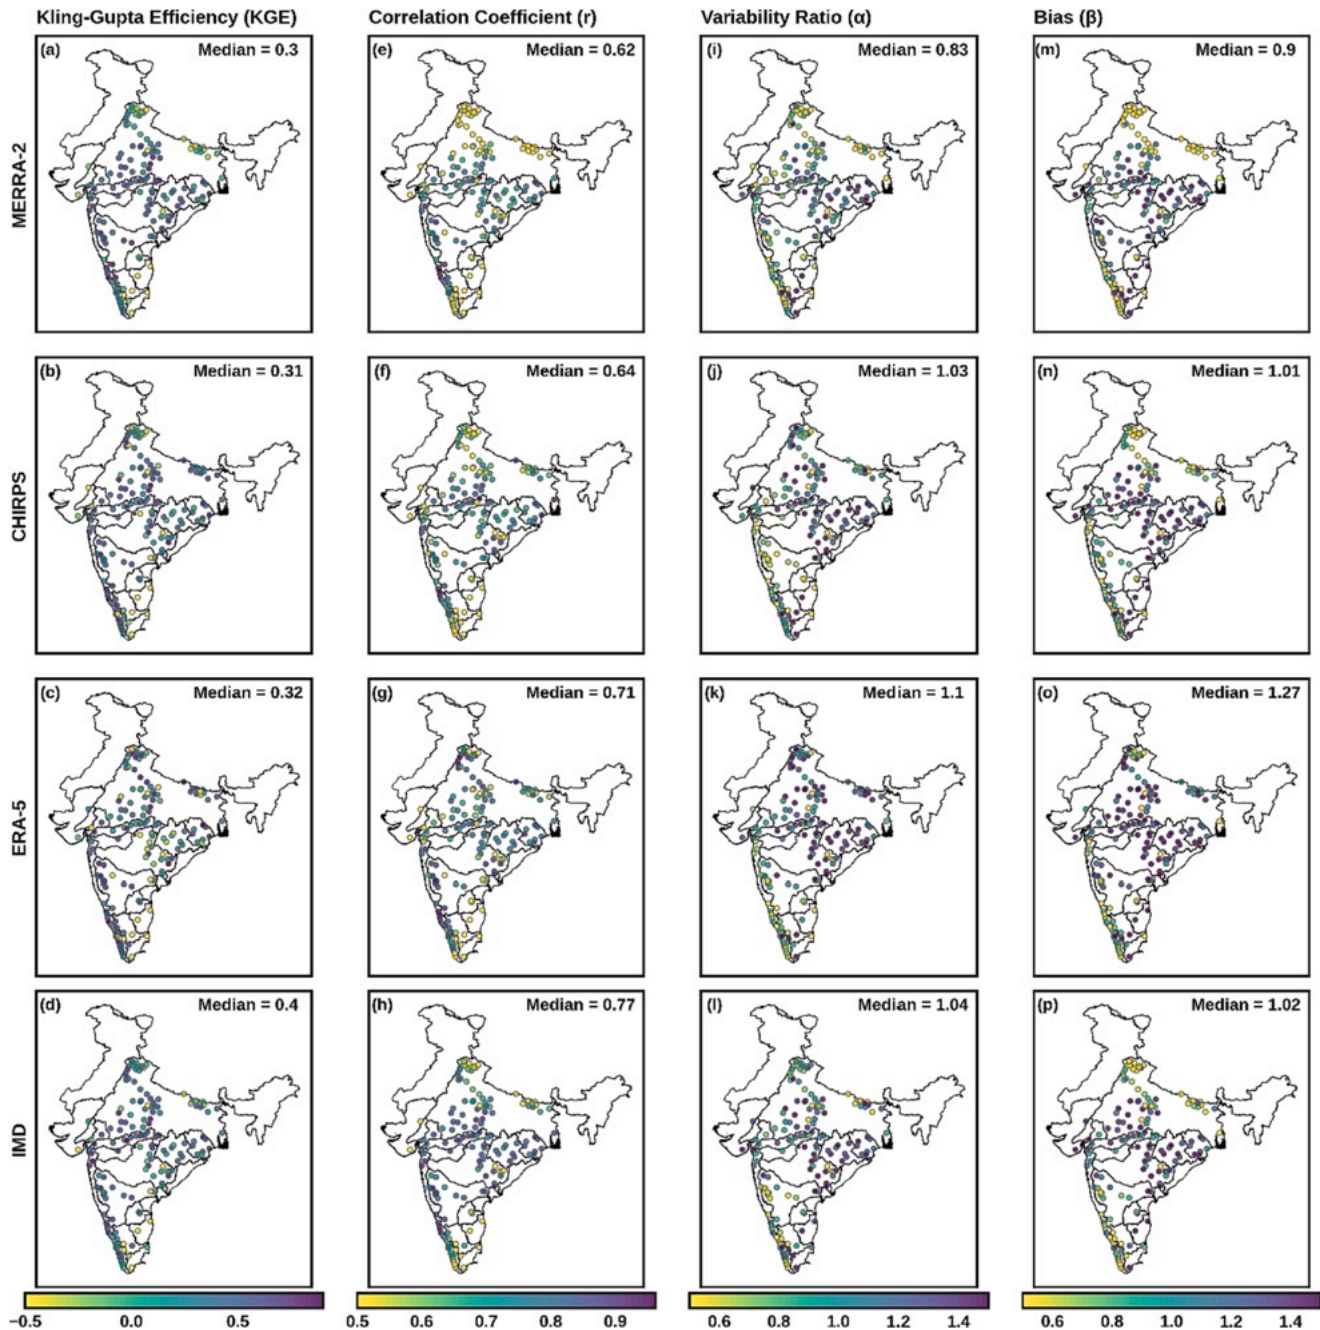 Kling-Gupta Efficiency (KGE) Correlation Coefficient (r) Variability Ratio (α) Bias (β)
MERRA-2
(a) Median = 0.3
(e) Median = 0.62
(i) Median = 0.83
(m) Median = 0.9
CHIRPS
(b) Median = 0.31
(f) Median = 0.64
(j) Median = 1.03
(n) Median = 1.01
ERA-5
(c) Median = 0.32
(g) Median = 0.71
(k) Median = 1.1
(o) Median = 1.27
IMD
(d) Median = 0.4
(h) Median = 0.77
(l) Median = 1.04
(p) Median = 1.02
−0.5 0.0 0.5
0.5 0.6 0.7 0.8 0.9
0.6 0.8 1.0 1.2 1.4
0.6 0.8 1.0 1.2 1.4